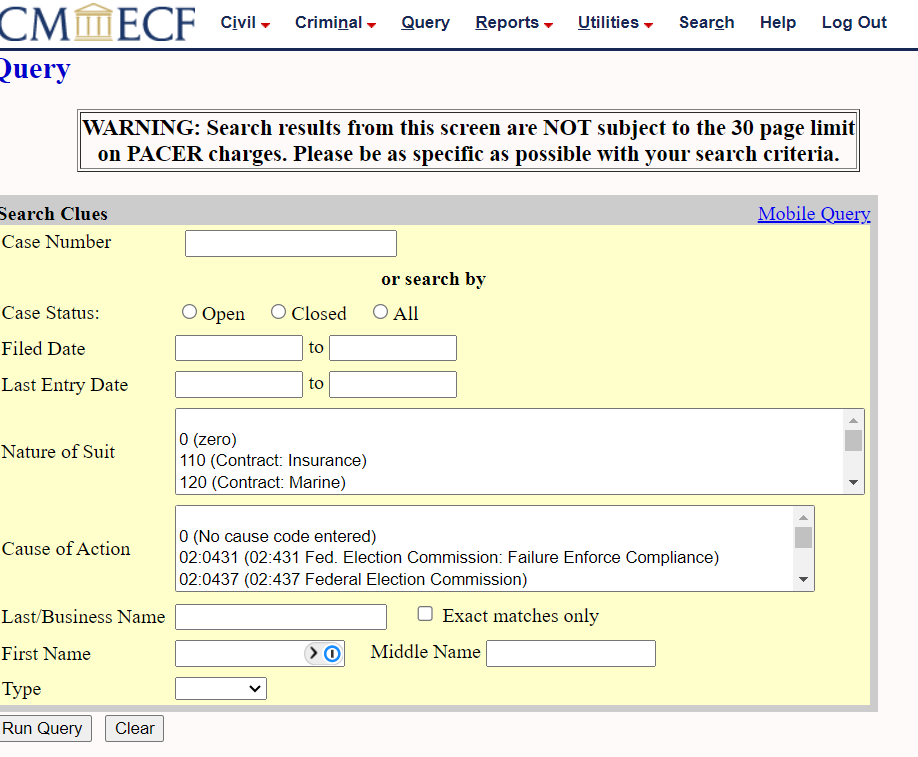 CM ECF Civil Criminal Query Reports Utilities Search Help Log Out
Query
WARNING: Search results from this screen are NOT subject to the 30 page limit
on PACER charges. Please be as specific as possible with your search criteria.
Search Clues Mobile Query
Case Number
or search by
Case Status: Open Closed All
Filed Date to
Last Entry Date to
Nature of Suit
0 (zero)
110 (Contract: Insurance)
120 (Contract: Marine)
Cause of Action
0 (No cause code entered)
02:0431 (02:431 Fed. Election Commission: Failure Enforce Compliance)
02:0437 (02:437 Federal Election Commission)
Last/Business Name Exact matches only
First Name Middle Name
Type
Run Query Clear